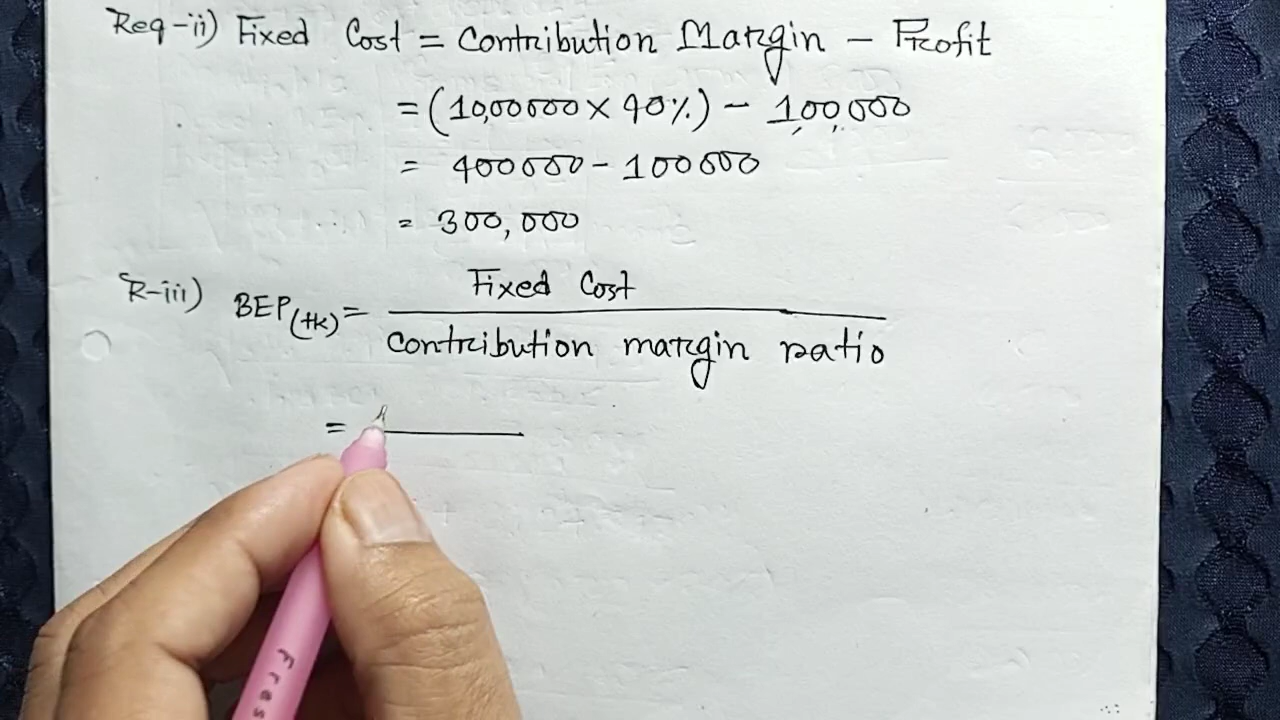 Req-ii) Fixed Cost = Contribution Margin - Profit
= (10,00000 × 40%) - 100,000
= 400000 - 100000
= 300,000
R-iii) BEP(tk) = Fixed Cost
Contribution margin ratio
=
Fras